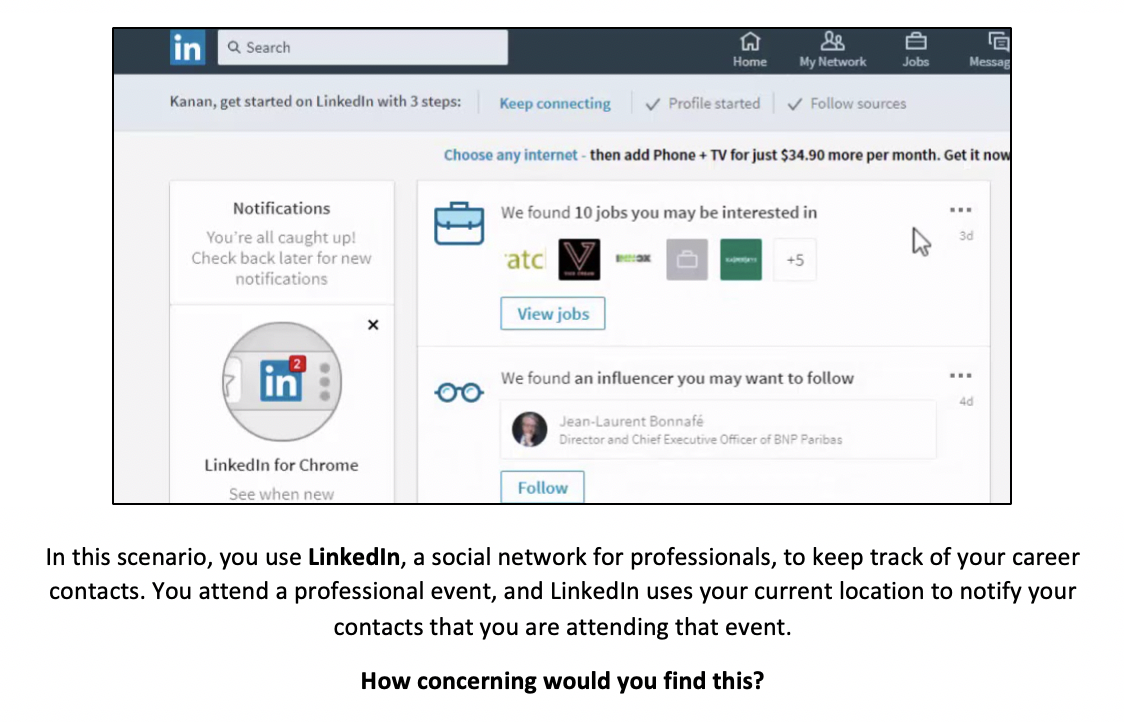 in Search
Home My Network Jobs Messag
Kanan, get started on LinkedIn with 3 steps: Keep connecting Profile started Follow sources
Choose any internet - then add Phone + TV for just $34.90 more per month. Get it now
Notifications
You're all caught up!
Check back later for new
notifications
in 2
LinkedIn for Chrome
See when new
We found 10 jobs you may be interested in
3d
atc V +5
View jobs
We found an influencer you may want to follow
4d
Jean-Laurent Bonnafé
Director and Chief Executive Officer of BNP Paribas
Follow
In this scenario, you use LinkedIn, a social network for professionals, to keep track of your career
contacts. You attend a professional event, and LinkedIn uses your current location to notify your
contacts that you are attending that event.
How concerning would you find this?